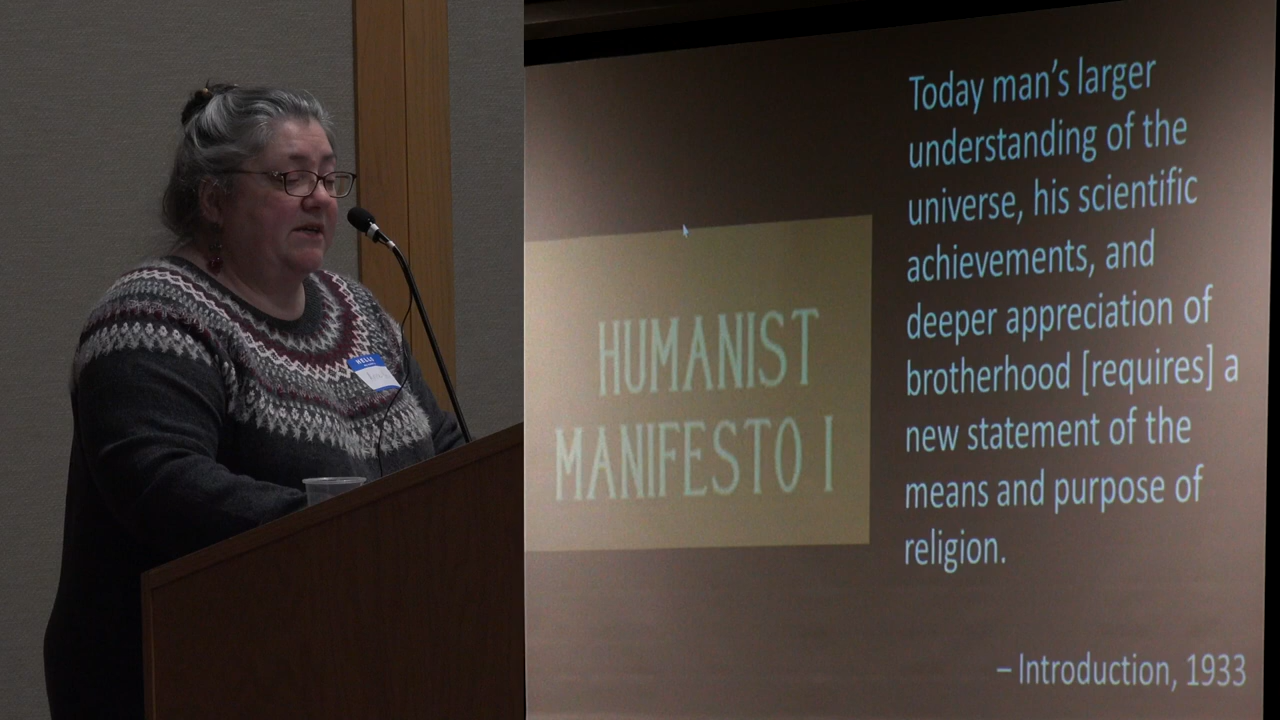 HELLO
HUMANIST
MANIFESTO I
Today man's larger
understanding of the
universe, his scientific
achievements, and
deeper appreciation of
brotherhood [requires] a
new statement of the
means and purpose of
religion.
– Introduction, 1933